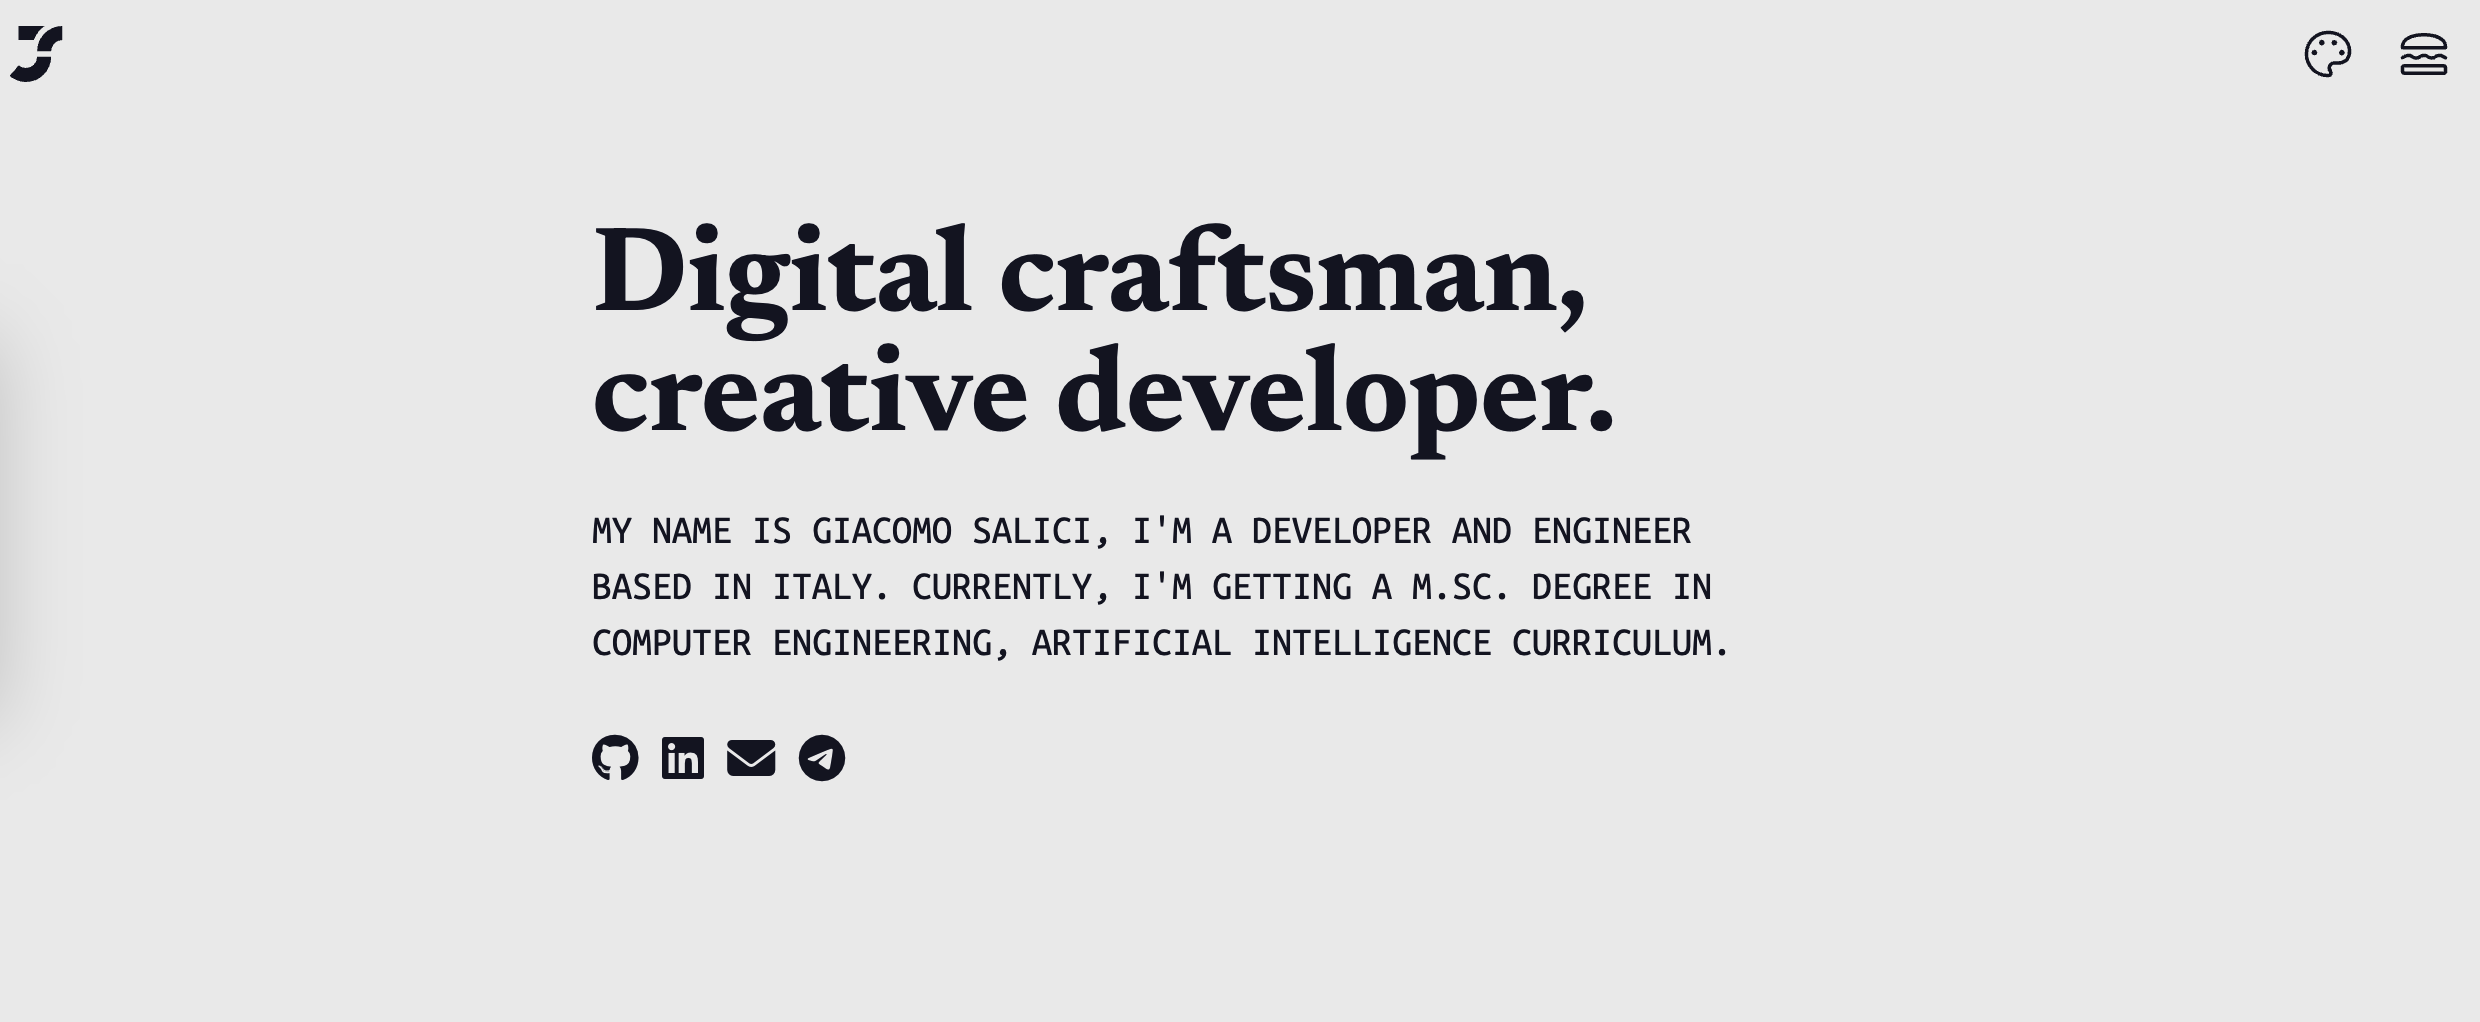 Digital craftsman,
creative developer.
MY NAME IS GIACOMO SALICI, I'M A DEVELOPER AND ENGINEER
BASED IN ITALY. CURRENTLY, I'M GETTING A M.SC. DEGREE IN
COMPUTER ENGINEERING, ARTIFICIAL INTELLIGENCE CURRICULUM.
in